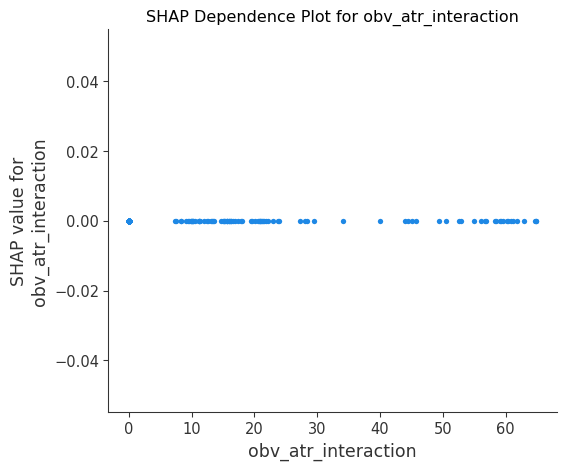 SHAP Dependence Plot for obv_atr_interaction
0.04
0.02
0.00
−0.02
−0.04
SHAP value for
obv_atr_interaction
0 10 20 30 40 50 60
obv_atr_interaction